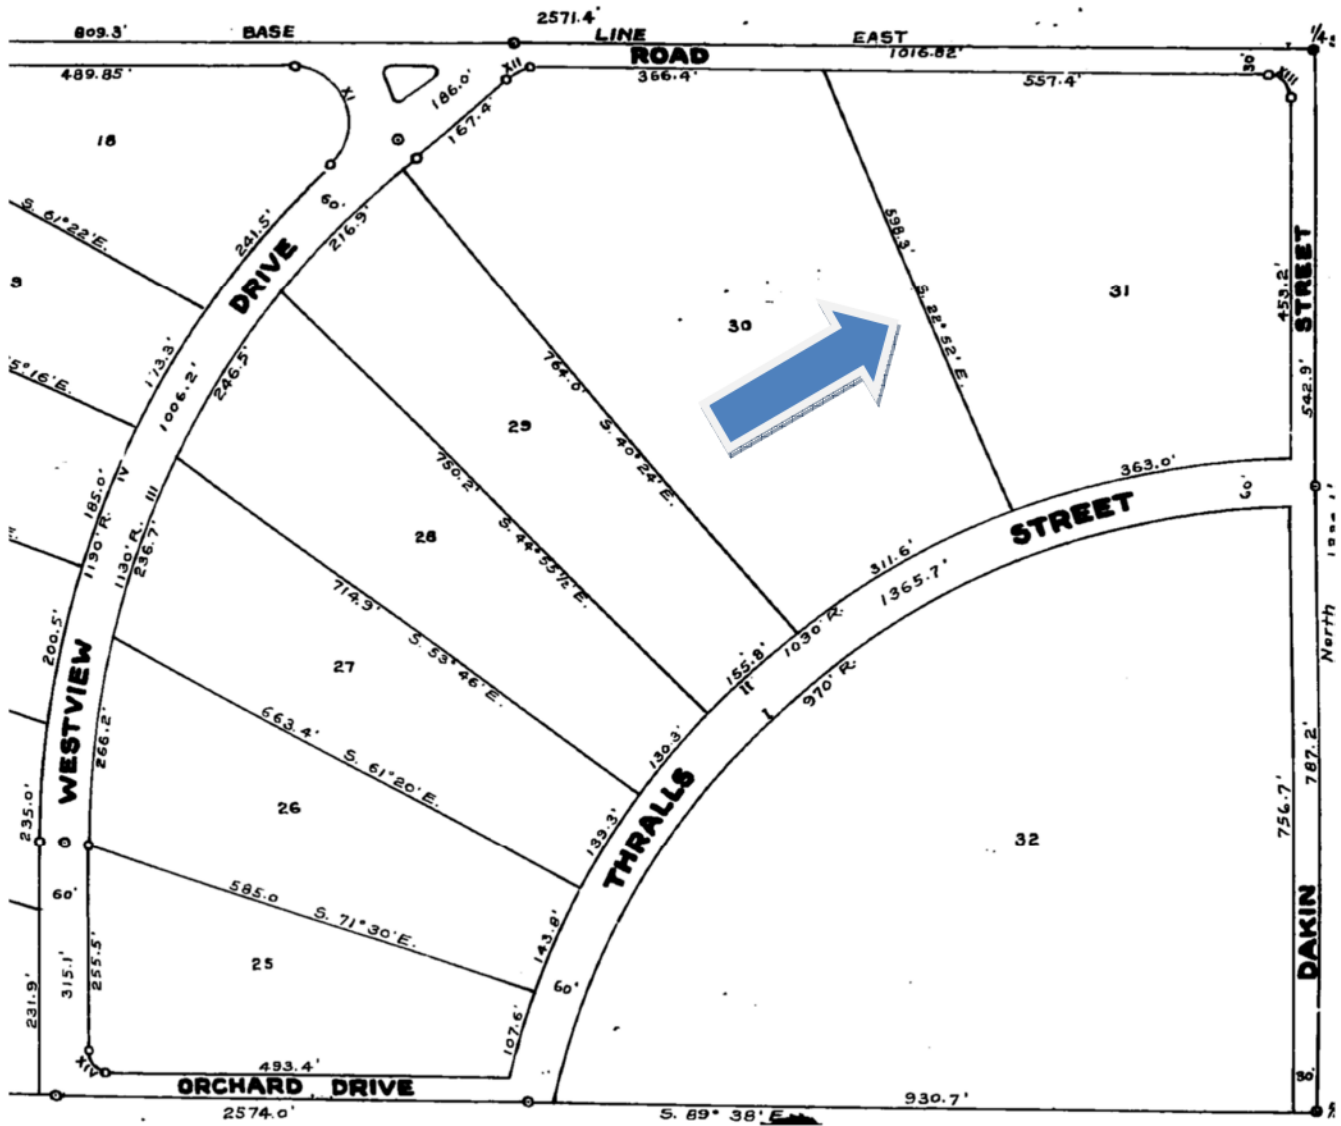 2571.4'
809.3'
BASE
LINE
EAST
1/4
ROAD
1016.82'
489.85'
XI
186.0'
XII
366.4'
557.4'
30'
XIII
167.4'
18
60'
216.9'
S. 61°22'E.
241.5'
DRIVE
598.3'
S. 22°52'E.
31
453.2'
STREET
9
30
173.3'
1006.2'
246.5'
764.0'
S. 40°24'E.
5°16'E.
542.9'
29
363.0'
60'
STREET
185.0'
IV
1190' R.
III
1130' R.
236.7'
750.2'
S. 44°55½'E.
28
311.6'
1365.7'
714.9'
S. 53°46'E.
1030' R.
155.8'
II
I
970' R.
North
200.5'
WESTVIEW
27
266.2'
663.4'
S. 61°20'E.
130.3'
THRALLS
787.2'
756.7'
235.0'
26
139.3'
32
60'
585.0
S. 71°30'E.
143.8'
DAKIN
255.5'
315.1'
231.9'
25
60'
107.6'
XIV
493.4'
ORCHARD DRIVE
30.
2574.0'
S. 89°38'E
930.7'